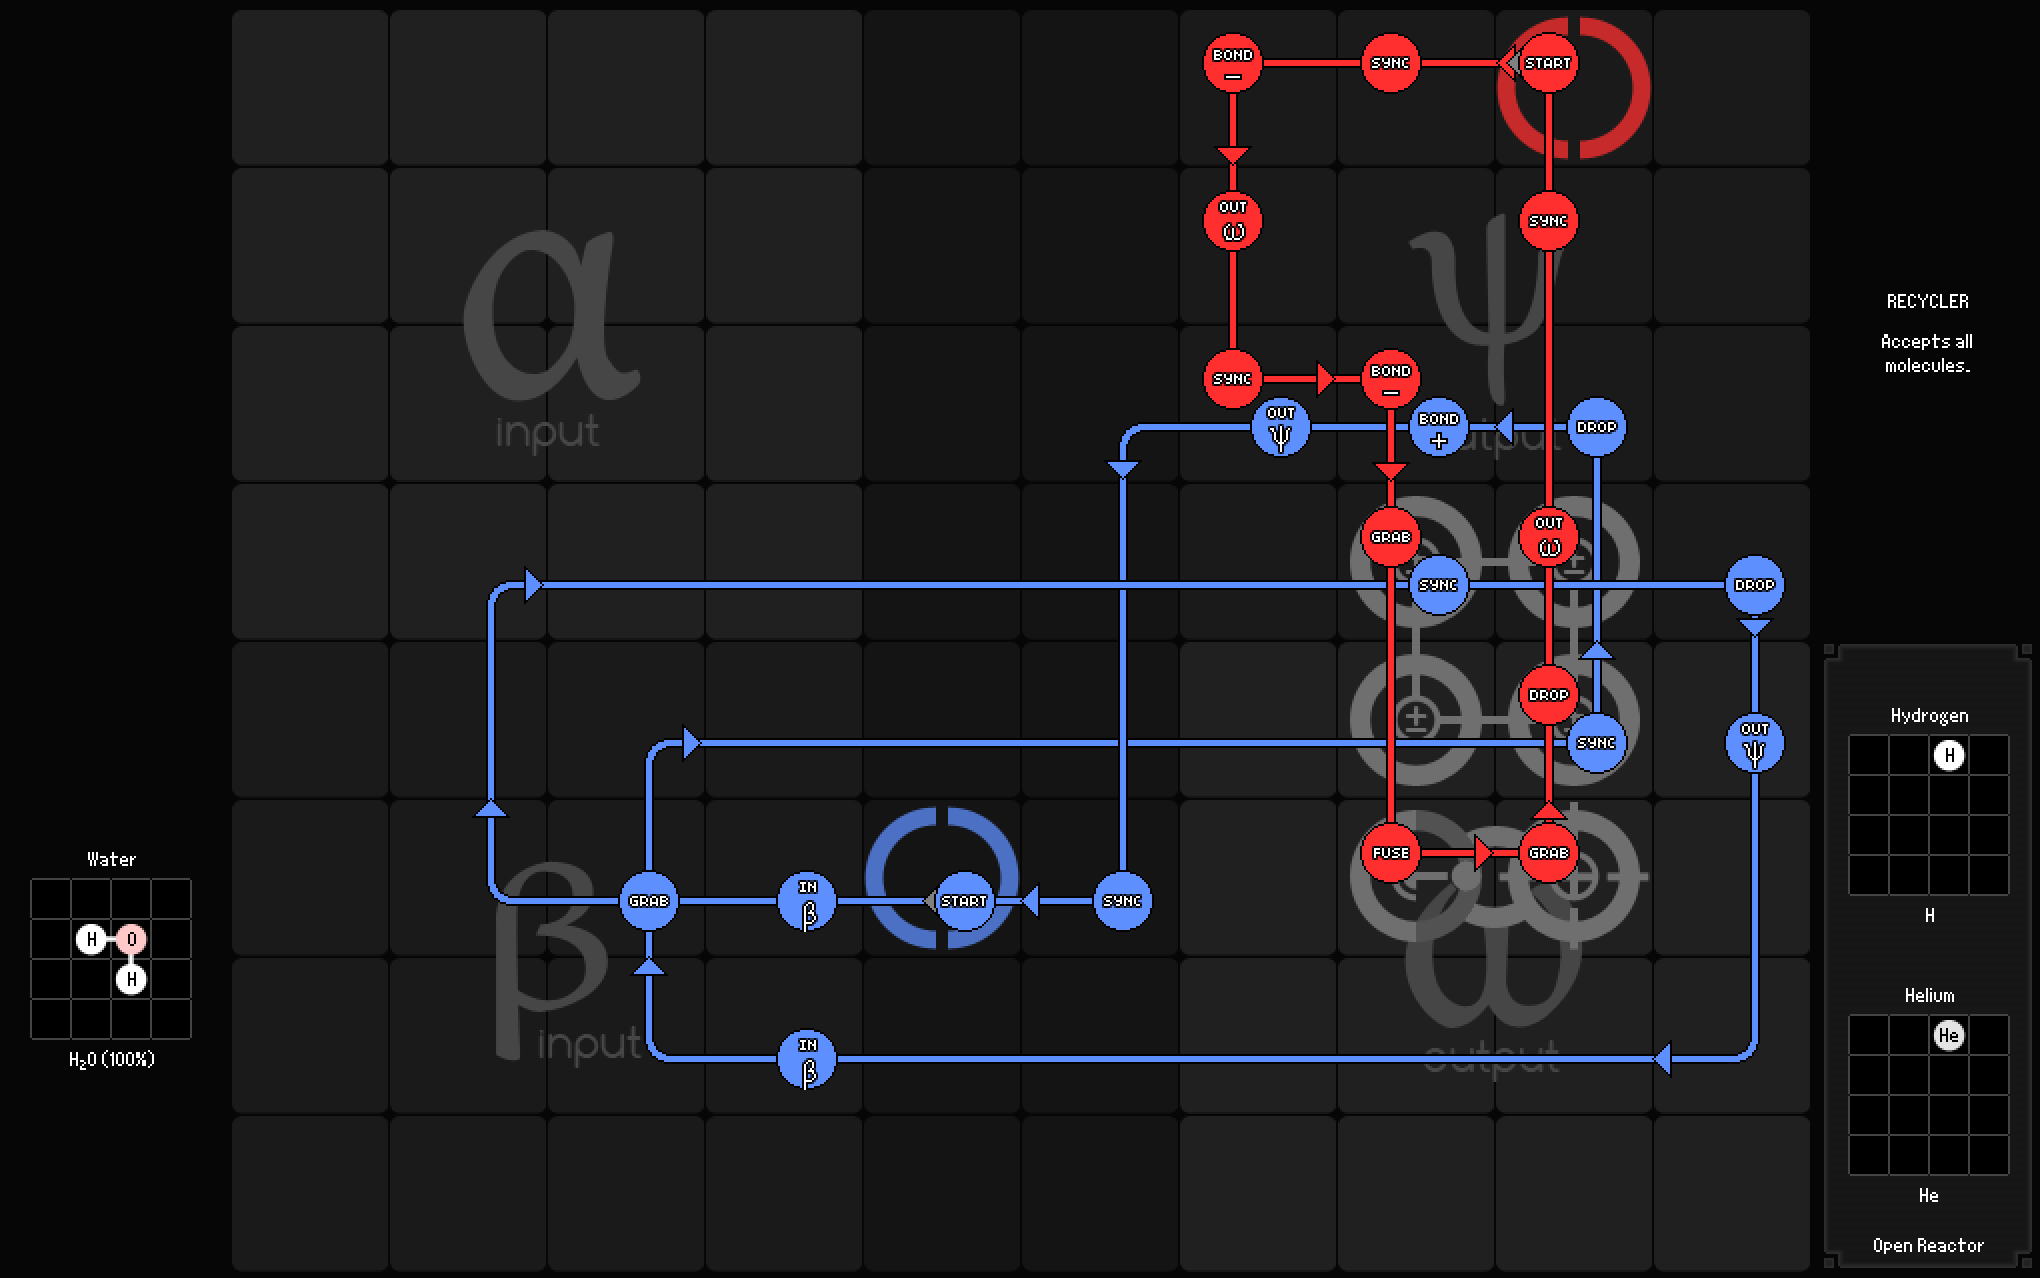 BOND
−
SYNC
START
OUT
ω
SYNC
α
ψ
input
SYNC
BOND
−
OUT
ψ
BOND
+
DROP
output
GRAB
OUT
ω
SYNC
DROP
DROP
SYNC
OUT
ψ
FUSE
GRAB
GRAB
IN
β
START
SYNC
β
input
IN
β
ω
output
Water
H O
H
H₂O (100%)
RECYCLER
Accepts all
molecules.
Hydrogen
H
H
Helium
He
He
Open Reactor